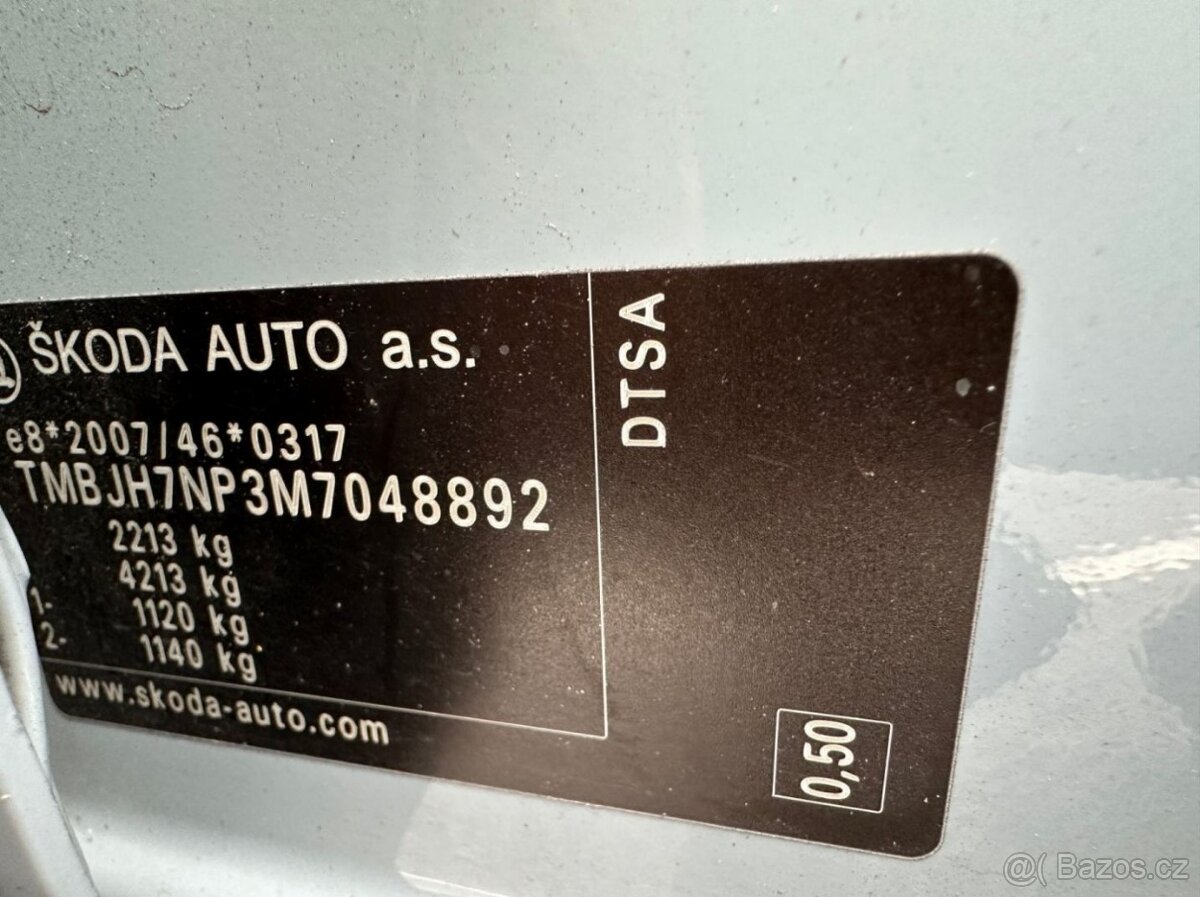 ŠKODA AUTO a.s.
e8*2007/46*0317
TMBJH7NP3M7048892
2213 kg
4213 kg
1- 1120 kg
2- 1140 kg
www.skoda-auto.com
DTSA
0,50
@( Bazos.cz